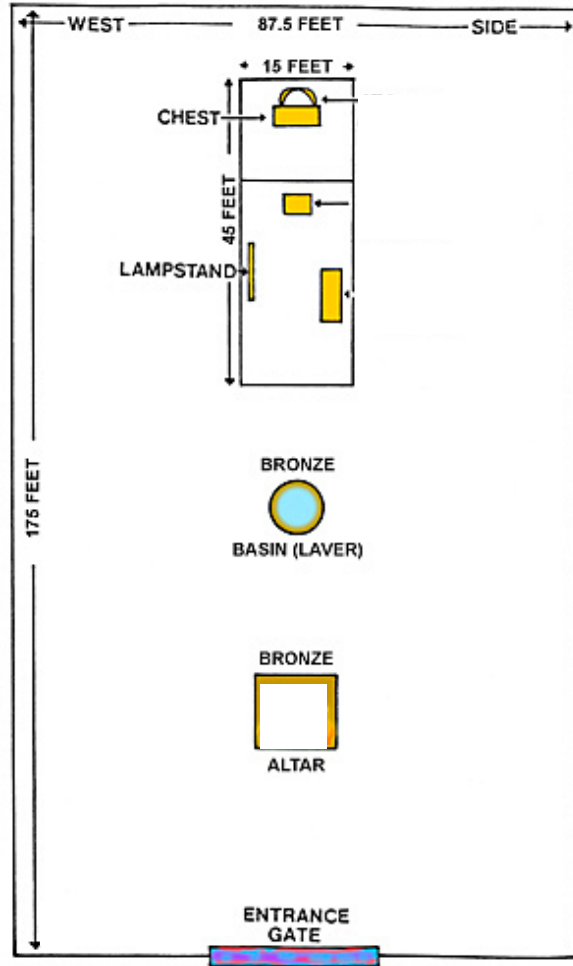 WEST 87.5 FEET SIDE
15 FEET
CHEST
45 FEET
LAMPSTAND
175 FEET
BRONZE
BASIN (LAVER)
BRONZE
ALTAR
ENTRANCE
GATE